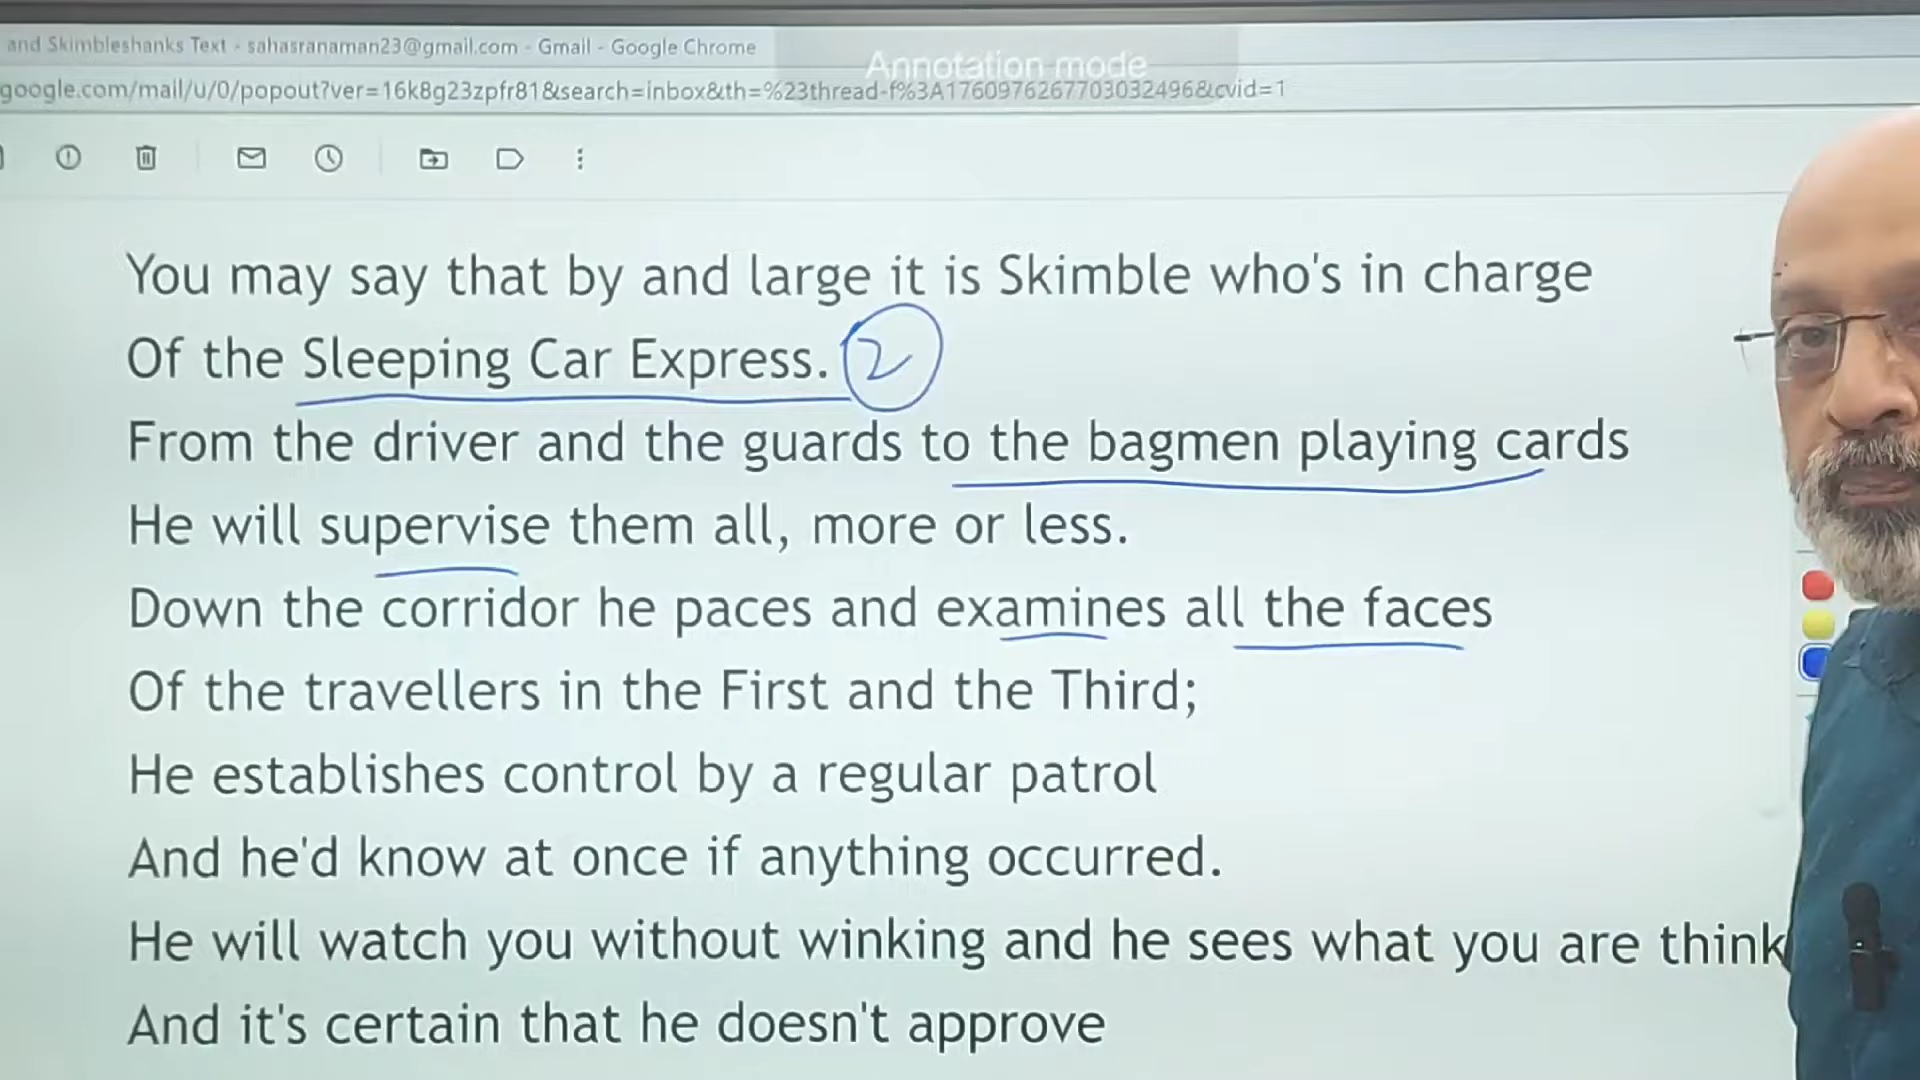 and Skimbleshanks Text - sahasranaman23@gmail.com - Gmail - Google Chrome
Annotation mode
google.com/mail/u/0/popout?ver=16k8g23zpfr81&search=inbox&th=%23thread-f%3A1760976267703032496&cvid=1
You may say that by and large it is Skimble who's in charge
Of the Sleeping Car Express. 2
From the driver and the guards to the bagmen playing cards
He will supervise them all, more or less.
Down the corridor he paces and examines all the faces
Of the travellers in the First and the Third;
He establishes control by a regular patrol
And he'd know at once if anything occurred.
He will watch you without winking and he sees what you are think
And it's certain that he doesn't approve